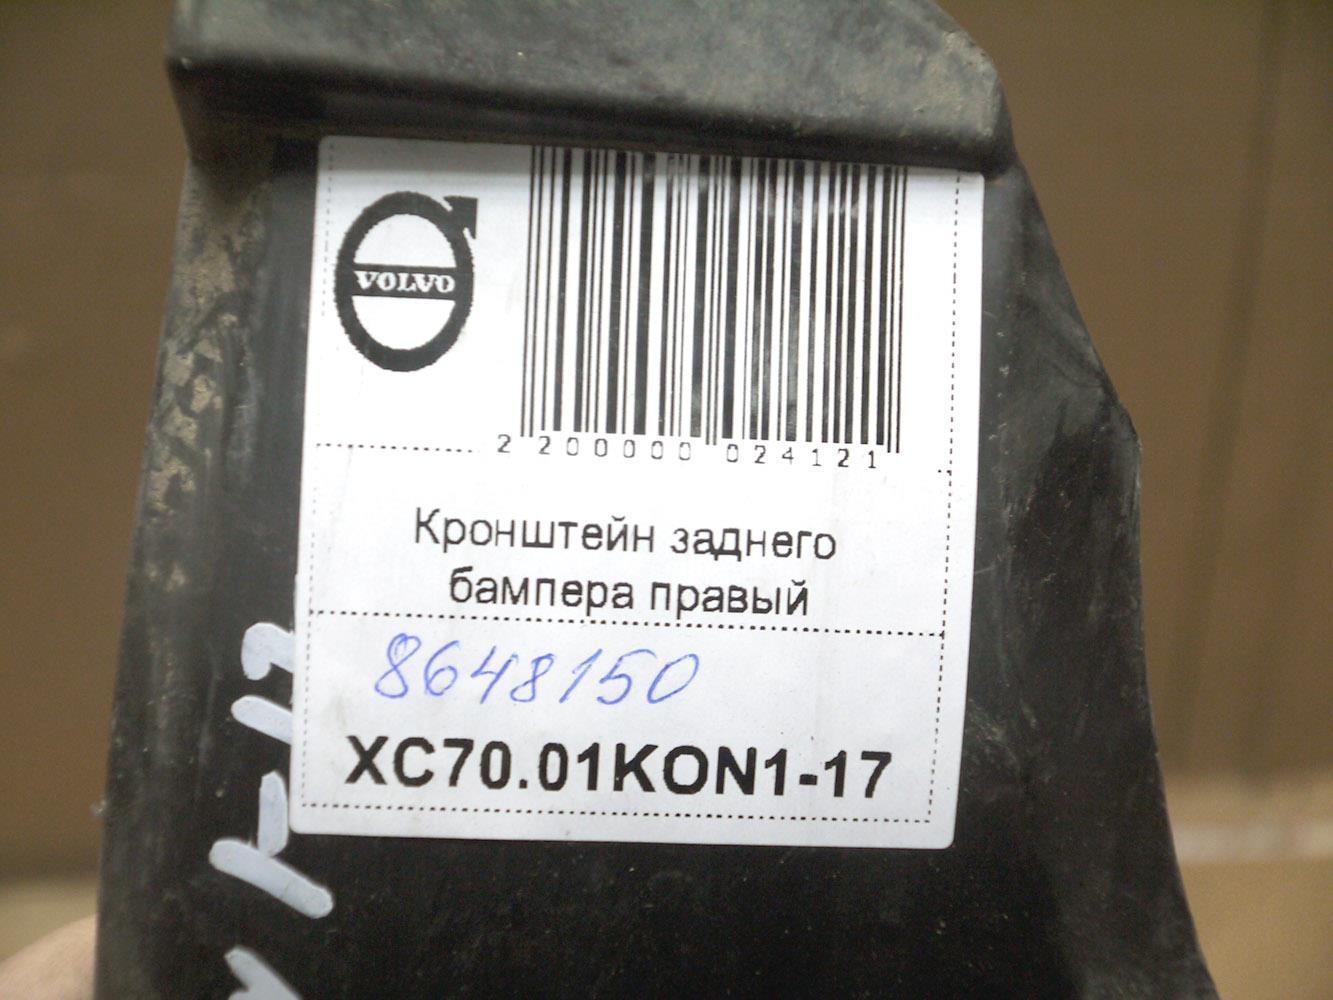 VOLVO
2 200000 024121
Кронштейн заднего
бампера правый
8648150
XC70.01KON1-17